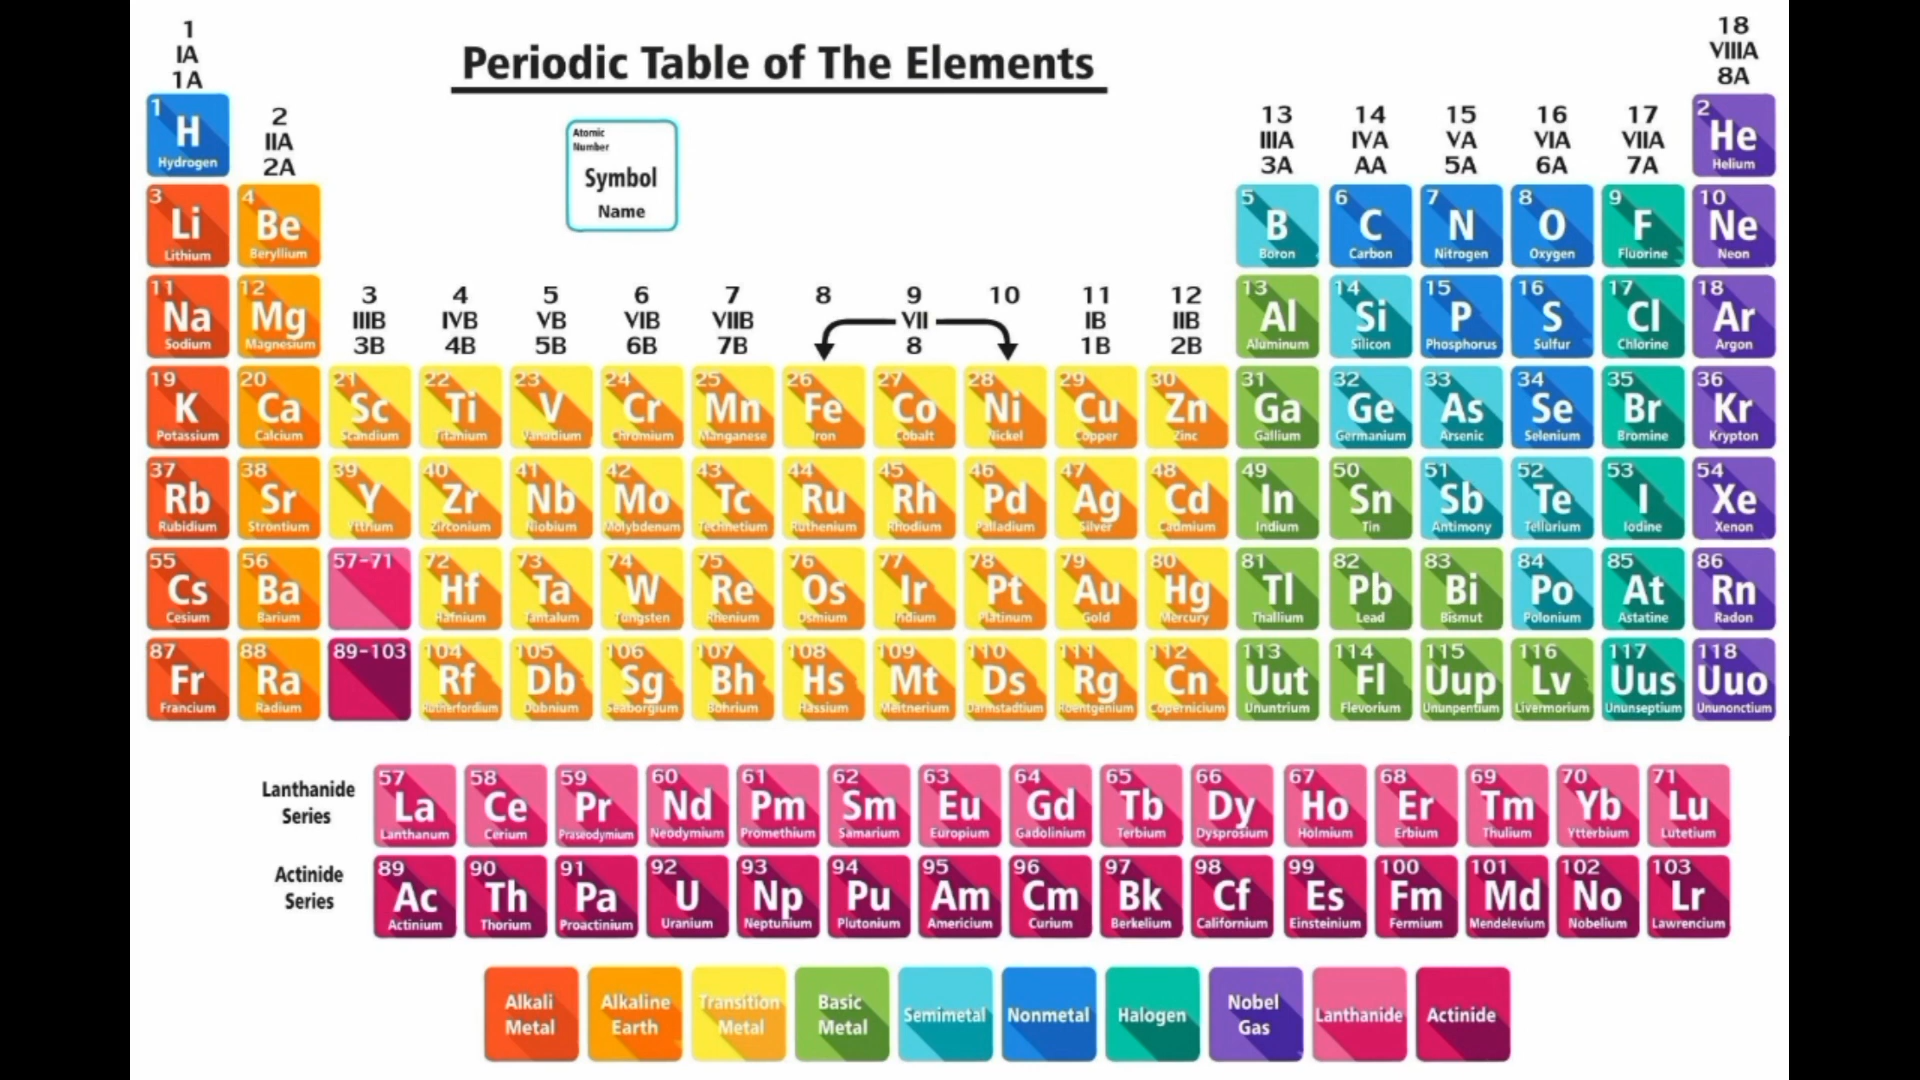 Periodic Table of The Elements
1
IA
1A
18
VIIIA
8A
2
IIA
2A
13
IIIA
3A
14
IVA
AA
15
VA
5A
16
VIA
6A
17
VIIA
7A
Atomic
Number
Symbol
Name
1
H
Hydrogen
2
He
Helium
3
Li
Lithium
4
Be
Beryllium
5
B
Boron
6
C
Carbon
7
N
Nitrogen
8
O
Oxygen
9
F
Fluorine
10
Ne
Neon
11
Na
Sodium
12
Mg
Magnesium
3
IIIB
3B
4
IVB
4B
5
VB
5B
6
VIB
6B
7
VIIB
7B
8
9
VII
8
10
11
IB
1B
12
IIB
2B
13
Al
Aluminum
14
Si
Silicon
15
P
Phosphorus
16
S
Sulfur
17
Cl
Chlorine
18
Ar
Argon
19
K
Potassium
20
Ca
Calcium
21
Sc
Scandium
22
Ti
Titanium
23
V
Vanadium
24
Cr
Chromium
25
Mn
Manganese
26
Fe
Iron
27
Co
Cobalt
28
Ni
Nickel
29
Cu
Copper
30
Zn
Zinc
31
Ga
Gallium
32
Ge
Germanium
33
As
Arsenic
34
Se
Selenium
35
Br
Bromine
36
Kr
Krypton
37
Rb
Rubidium
38
Sr
Strontium
39
Y
Yttrium
40
Zr
Zirconium
41
Nb
Niobium
42
Mo
Molybdenum
43
Tc
Technetium
44
Ru
Ruthenium
45
Rh
Rhodium
46
Pd
Palladium
47
Ag
Silver
48
Cd
Cadmium
49
In
Indium
50
Sn
Tin
51
Sb
Antimony
52
Te
Tellurium
53
I
Iodine
54
Xe
Xenon
55
Cs
Cesium
56
Ba
Barium
57-71
72
Hf
Hafnium
73
Ta
Tantalum
74
W
Tungsten
75
Re
Rhenium
76
Os
Osmium
77
Ir
Iridium
78
Pt
Platinum
79
Au
Gold
80
Hg
Mercury
81
Tl
Thallium
82
Pb
Lead
83
Bi
Bismut
84
Po
Polonium
85
At
Astatine
86
Rn
Radon
87
Fr
Francium
88
Ra
Radium
89-103
104
Rf
Rutherfordium
105
Db
Dubnium
106
Sg
Seaborgium
107
Bh
Bohrium
108
Hs
Hassium
109
Mt
Meitnerium
110
Ds
Darmstadtium
111
Rg
Roentgenium
112
Cn
Copernicium
113
Uut
Ununtrium
114
Fl
Flevorium
115
Uup
Ununpentium
116
Lv
Livermorium
117
Uus
Ununseptium
118
Uuo
Ununonctium
Lanthanide
Series
57
La
Lanthanum
58
Ce
Cerium
59
Pr
Praseodymium
60
Nd
Neodymium
61
Pm
Promethium
62
Sm
Samarium
63
Eu
Europium
64
Gd
Gadolinium
65
Tb
Terbium
66
Dy
Dysprosium
67
Ho
Holmium
68
Er
Erbium
69
Tm
Thulium
70
Yb
Ytterbium
71
Lu
Lutetium
Actinide
Series
89
Ac
Actinium
90
Th
Thorium
91
Pa
Proactinium
92
U
Uranium
93
Np
Neptunium
94
Pu
Plutonium
95
Am
Americium
96
Cm
Curium
97
Bk
Berkelium
98
Cf
Californium
99
Es
Einsteinium
100
Fm
Fermium
101
Md
Mendelevium
102
No
Nobelium
103
Lr
Lawrencium
Alkali
Metal
Alkaline
Earth
Transition
Metal
Basic
Metal
Semimetal
Nonmetal
Halogen
Nobel
Gas
Lanthanide
Actinide